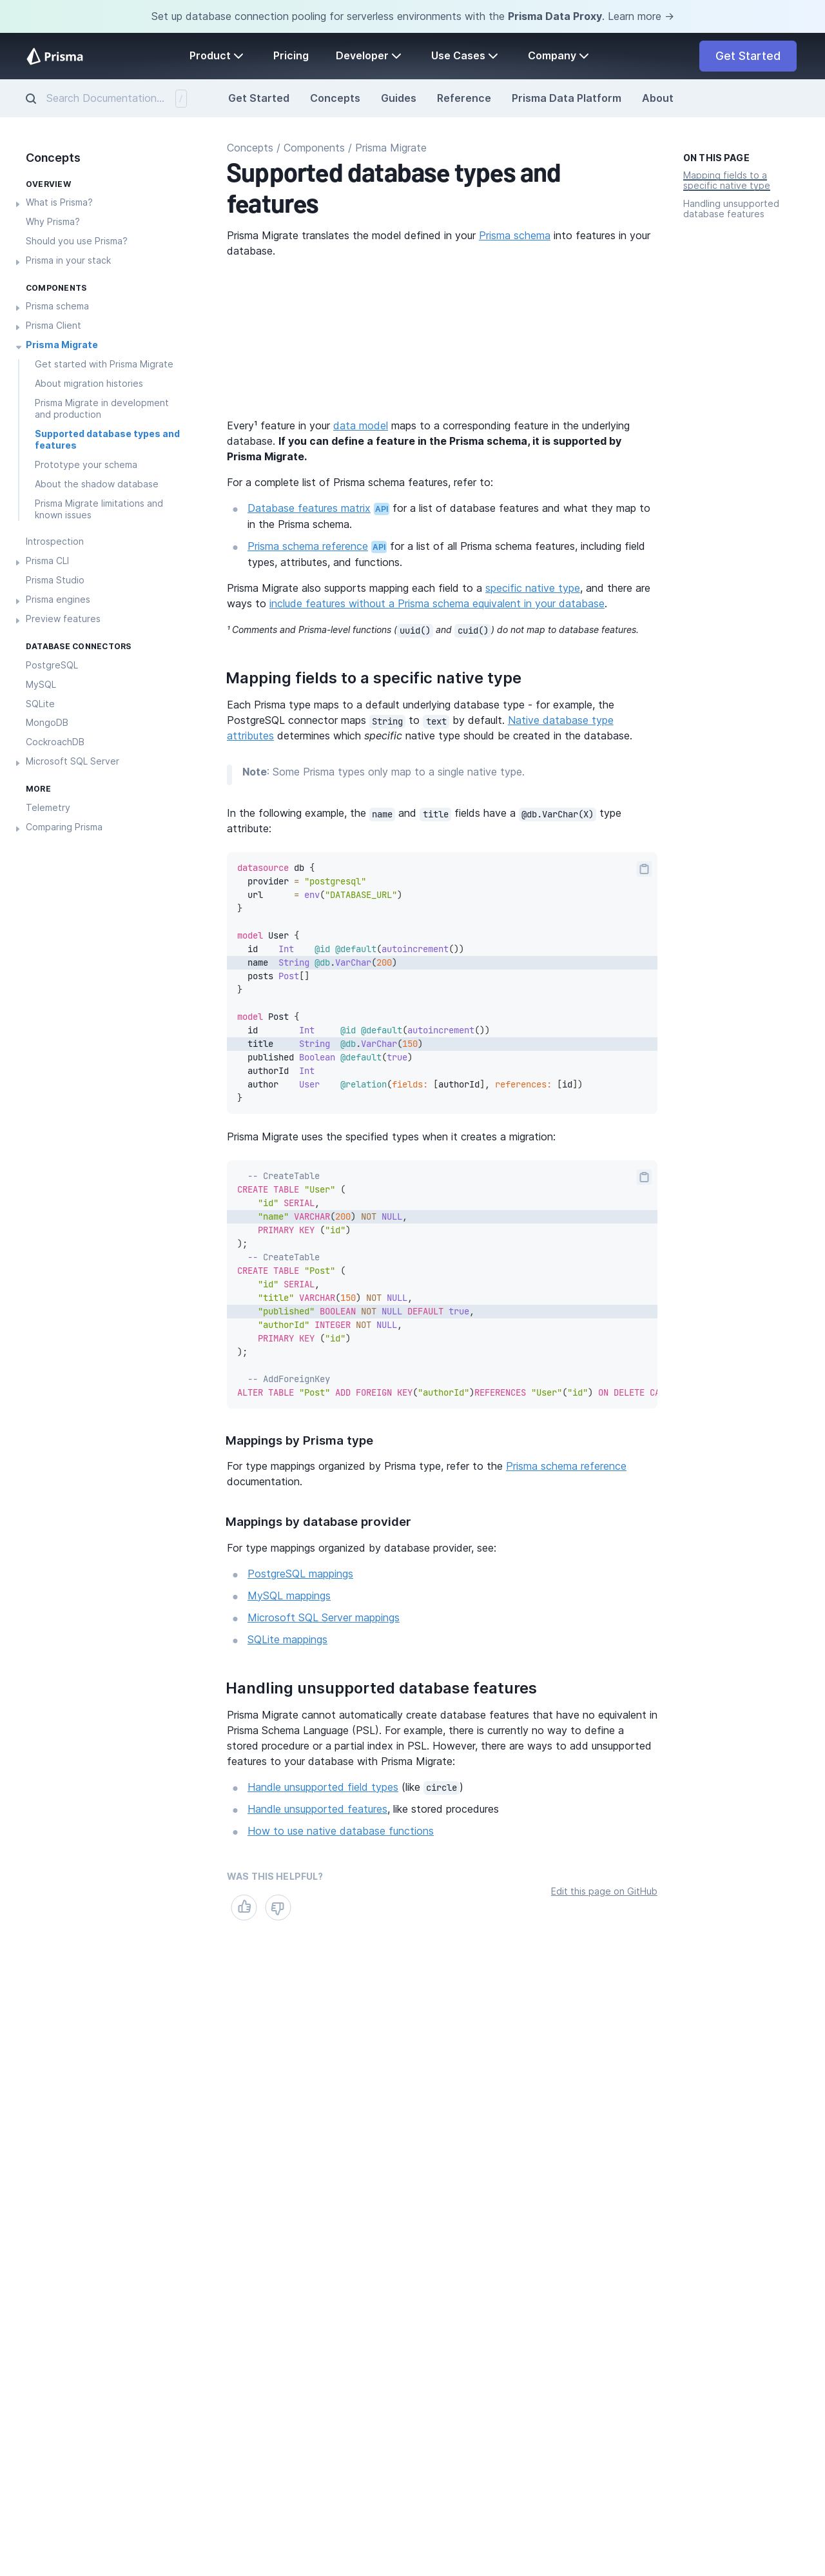 Set up database connection pooling for serverless environments with the Prisma Data Proxy. Learn more →
Prisma
Product
Pricing
Developer
Use Cases
Company
Get Started
Search Documentation...
/
Get Started
Concepts
Guides
Reference
Prisma Data Platform
About
Concepts
OVERVIEW
What is Prisma?
Why Prisma?
Should you use Prisma?
Prisma in your stack
COMPONENTS
Prisma schema
Prisma Client
Prisma Migrate
Get started with Prisma Migrate
About migration histories
Prisma Migrate in development
and production
Supported database types and
features
Prototype your schema
About the shadow database
Prisma Migrate limitations and
known issues
Introspection
Prisma CLI
Prisma Studio
Prisma engines
Preview features
DATABASE CONNECTORS
PostgreSQL
MySQL
SQLite
MongoDB
CockroachDB
Microsoft SQL Server
MORE
Telemetry
Comparing Prisma
Concepts / Components / Prisma Migrate
Supported database types and
features
Prisma Migrate translates the model defined in your Prisma schema into features in your
database.
Every¹ feature in your data model maps to a corresponding feature in the underlying
database. If you can define a feature in the Prisma schema, it is supported by
Prisma Migrate.
For a complete list of Prisma schema features, refer to:
Database features matrix API for a list of database features and what they map to
in the Prisma schema.
Prisma schema reference API for a list of all Prisma schema features, including field
types, attributes, and functions.
Prisma Migrate also supports mapping each field to a specific native type, and there are
ways to include features without a Prisma schema equivalent in your database.
¹ Comments and Prisma-level functions ( uuid() and cuid() ) do not map to database features.
Mapping fields to a specific native type
Each Prisma type maps to a default underlying database type - for example, the
PostgreSQL connector maps String to text by default. Native database type
attributes determines which specific native type should be created in the database.
Note: Some Prisma types only map to a single native type.
In the following example, the name and title fields have a @db.VarChar(X) type
attribute:
datasource db {
  provider = "postgresql"
  url      = env("DATABASE_URL")
}
model User {
  id    Int    @id @default(autoincrement())
  name  String @db.VarChar(200)
  posts Post[]
}
model Post {
  id        Int     @id @default(autoincrement())
  title     String  @db.VarChar(150)
  published Boolean @default(true)
  authorId  Int
  author    User    @relation(fields: [authorId], references: [id])
}
Prisma Migrate uses the specified types when it creates a migration:
  -- CreateTable
CREATE TABLE "User" (
    "id" SERIAL,
    "name" VARCHAR(200) NOT NULL,
    PRIMARY KEY ("id")
);
  -- CreateTable
CREATE TABLE "Post" (
    "id" SERIAL,
    "title" VARCHAR(150) NOT NULL,
    "published" BOOLEAN NOT NULL DEFAULT true,
    "authorId" INTEGER NOT NULL,
    PRIMARY KEY ("id")
);
  -- AddForeignKey
ALTER TABLE "Post" ADD FOREIGN KEY("authorId")REFERENCES "User"("id") ON DELETE CA
Mappings by Prisma type
For type mappings organized by Prisma type, refer to the Prisma schema reference
documentation.
Mappings by database provider
For type mappings organized by database provider, see:
PostgreSQL mappings
MySQL mappings
Microsoft SQL Server mappings
SQLite mappings
Handling unsupported database features
Prisma Migrate cannot automatically create database features that have no equivalent in
Prisma Schema Language (PSL). For example, there is currently no way to define a
stored procedure or a partial index in PSL. However, there are ways to add unsupported
features to your database with Prisma Migrate:
Handle unsupported field types (like circle )
Handle unsupported features, like stored procedures
How to use native database functions
WAS THIS HELPFUL?
Edit this page on GitHub
ON THIS PAGE
Mapping fields to a
specific native type
Handling unsupported
database features